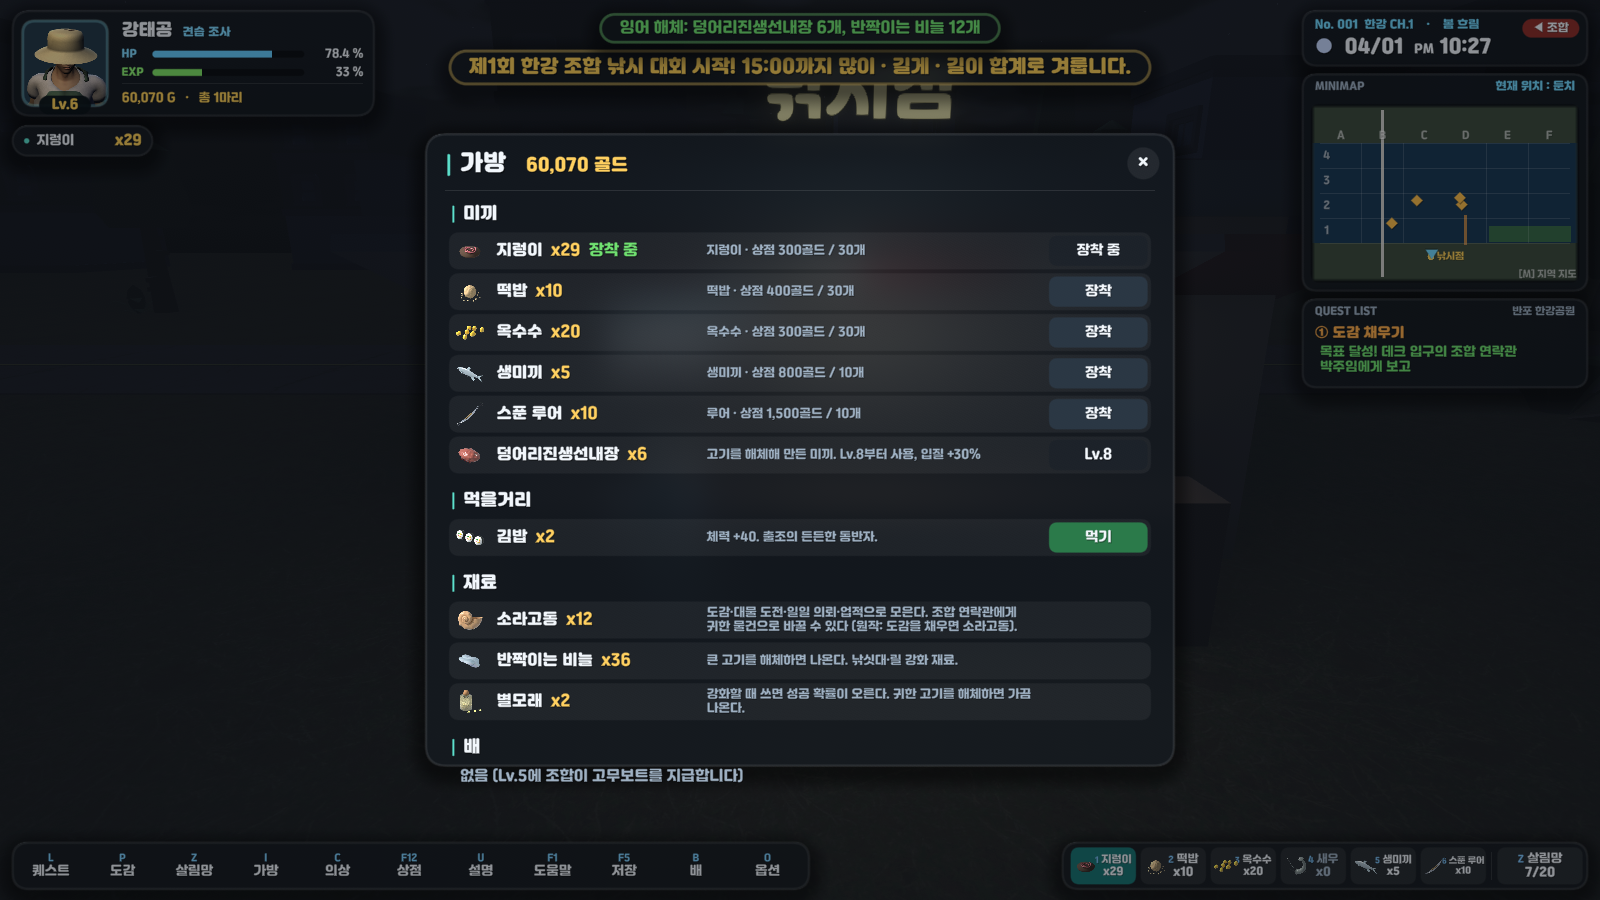 강태공 견습 조사
HP 78.4 %
EXP 33 %
Lv.6
60,070 G · 총 1마리
지렁이 x29
잉어 해체: 덩어리진생선내장 6개, 반짝이는 비늘 12개
제1회 한강 조합 낚시 대회 시작! 15:00까지 많이 · 길게 · 길이 합계로 겨룹니다.
낚시점
No. 001 한강 CH.1 · 봄 흐림
◀ 조합
04/01 PM 10:27
MINIMAP 현재 위치 : 둔치
A B C D E F
4
3
2
1
낚시점
[M] 지역 지도
QUEST LIST 반포 한강공원
① 도감 채우기
목표 달성! 데크 입구의 조합 연락관
박주임에게 보고
가방 60,070 골드 ×
미끼
지렁이 x29 장착 중 지렁이 · 상점 300골드 / 30개 장착 중
떡밥 x10 떡밥 · 상점 400골드 / 30개 장착
옥수수 x20 옥수수 · 상점 300골드 / 30개 장착
생미끼 x5 생미끼 · 상점 800골드 / 10개 장착
스푼 루어 x10 루어 · 상점 1,500골드 / 10개 장착
덩어리진생선내장 x6 고기를 해체해 만든 미끼. Lv.8부터 사용, 입질 +30% Lv.8
먹을거리
김밥 x2 체력 +40. 출조의 든든한 동반자. 먹기
재료
소라고동 x12 도감·대물 도전·일일 의뢰·업적으로 모은다. 조합 연락관에게
귀한 물건으로 바꿀 수 있다 (원작: 도감을 채우면 소라고동).
반짝이는 비늘 x36 큰 고기를 해체하면 나온다. 낚싯대·릴 강화 재료.
별모래 x2 강화할 때 쓰면 성공 확률이 오른다. 귀한 고기를 해체하면 가끔
나온다.
배
없음 (Lv.5에 조합이 고무보트를 지급합니다)
L P Z I C F12 U F1 F5 B O
퀘스트 도감 살림망 가방 의상 상점 설명 도움말 저장 배 옵션
1 지렁이 x29
2 떡밥 x10
3 옥수수 x20
4 새우 x0
5 생미끼 x5
6 스푼 루어 x10
Z 살림망 7/20